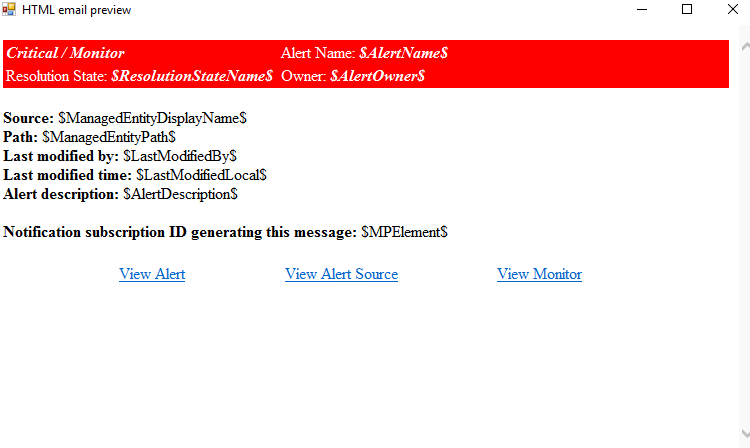 HTML email preview
Critical / Monitor Alert Name: $AlertName$
Resolution State: $ResolutionStateName$ Owner: $AlertOwner$
Source: $ManagedEntityDisplayName$
Path: $ManagedEntityPath$
Last modified by: $LastModifiedBy$
Last modified time: $LastModifiedLocal$
Alert description: $AlertDescription$
Notification subscription ID generating this message: $MPElement$
View Alert View Alert Source View Monitor